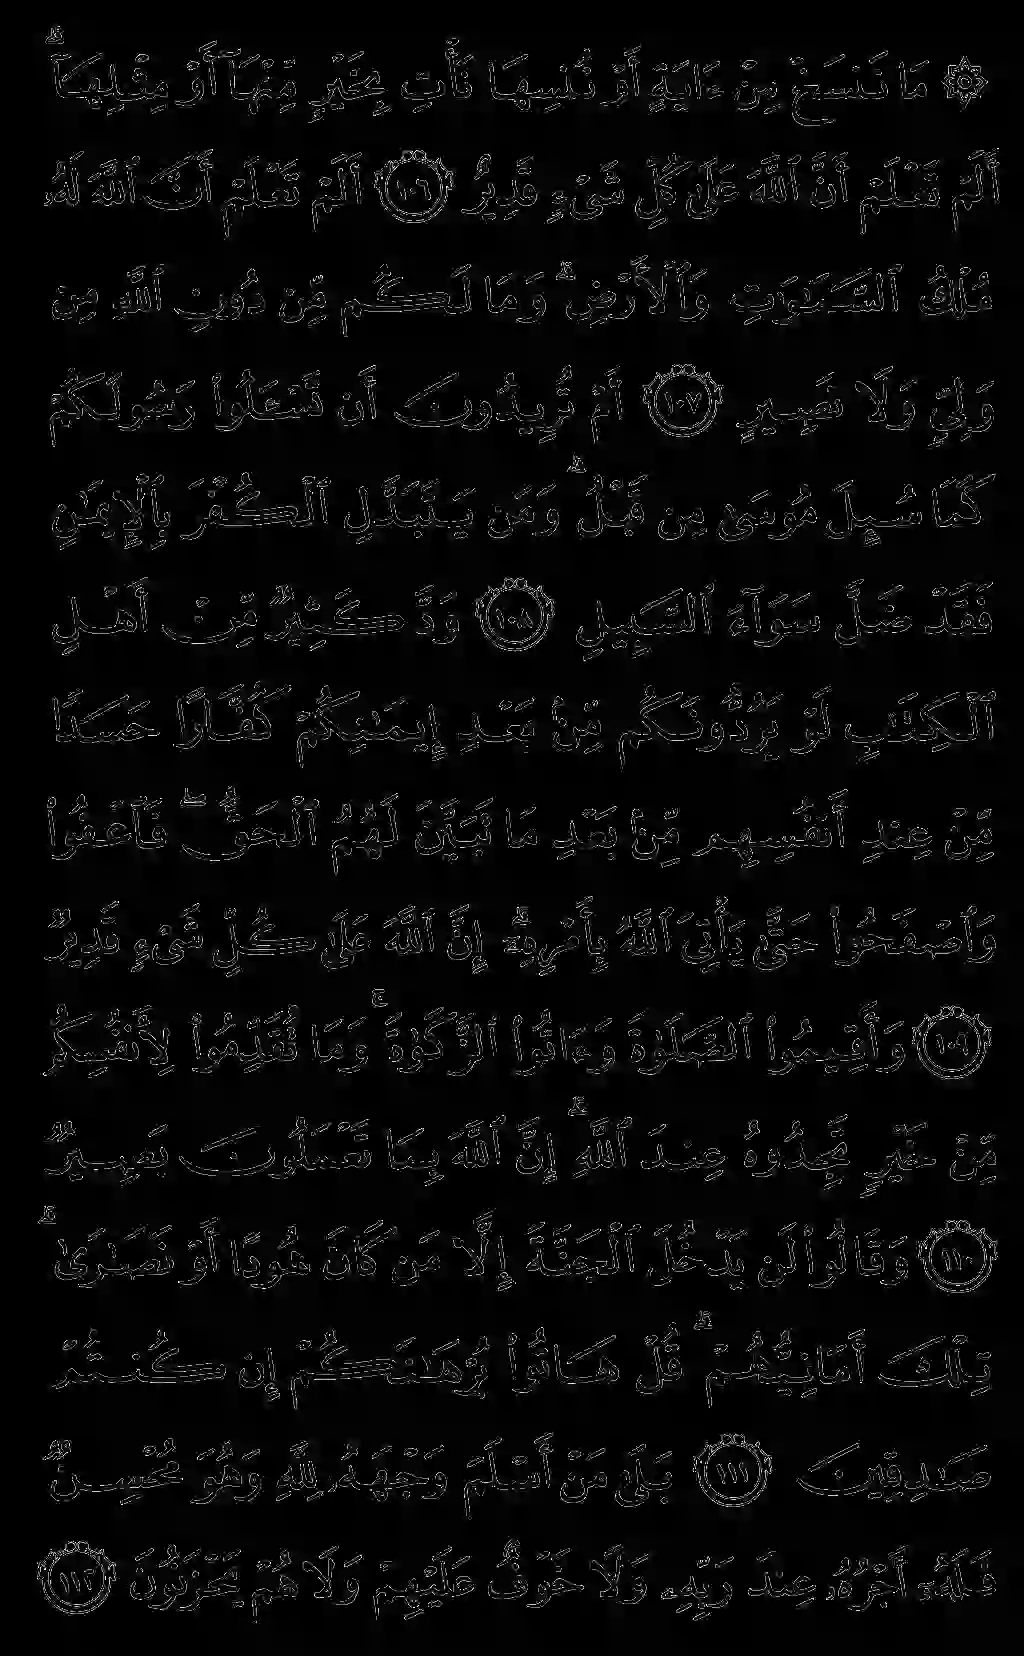 ۞ مَا نَنسَخْ مِنْ ءَايَةٍ أَوْ نُنسِهَا نَأْتِ بِخَيْرٍ مِّنْهَآ أَوْ مِثْلِهَآ ۗ
أَلَمْ تَعْلَمْ أَنَّ ٱللَّهَ عَلَىٰ كُلِّ شَىْءٍ قَدِيرٌ ١٠٦ أَلَمْ تَعْلَمْ أَنَّ ٱللَّهَ لَهُۥ
مُلْكُ ٱلسَّمَـٰوَٰتِ وَٱلْأَرْضِ ۗ وَمَا لَكُم مِّن دُونِ ٱللَّهِ مِن
وَلِىٍّ وَلَا نَصِيرٍ ١٠٧ أَمْ تُرِيدُونَ أَن تَسْـَٔلُوا۟ رَسُولَكُمْ
كَمَا سُئِلَ مُوسَىٰ مِن قَبْلُ ۗ وَمَن يَتَبَدَّلِ ٱلْكُفْرَ بِٱلْإِيمَـٰنِ
فَقَدْ ضَلَّ سَوَآءَ ٱلسَّبِيلِ ١٠٨ وَدَّ كَثِيرٌ مِّنْ أَهْلِ
ٱلْكِتَـٰبِ لَوْ يَرُدُّونَكُم مِّنۢ بَعْدِ إِيمَـٰنِكُمْ كُفَّارًا حَسَدًا
مِّنْ عِندِ أَنفُسِهِم مِّنۢ بَعْدِ مَا تَبَيَّنَ لَهُمُ ٱلْحَقُّ ۖ فَٱعْفُوا۟
وَٱصْفَحُوا۟ حَتَّىٰ يَأْتِىَ ٱللَّهُ بِأَمْرِهِۦٓ ۗ إِنَّ ٱللَّهَ عَلَىٰ كُلِّ شَىْءٍ قَدِيرٌ
١٠٩ وَأَقِيمُوا۟ ٱلصَّلَوٰةَ وَءَاتُوا۟ ٱلزَّكَوٰةَ ۚ وَمَا تُقَدِّمُوا۟ لِأَنفُسِكُم
مِّنْ خَيْرٍ تَجِدُوهُ عِندَ ٱللَّهِ ۗ إِنَّ ٱللَّهَ بِمَا تَعْمَلُونَ بَصِيرٌ
١١٠ وَقَالُوا۟ لَن يَدْخُلَ ٱلْجَنَّةَ إِلَّا مَن كَانَ هُودًا أَوْ نَصَـٰرَىٰ ۗ
تِلْكَ أَمَانِيُّهُمْ ۗ قُلْ هَاتُوا۟ بُرْهَـٰنَكُمْ إِن كُنتُمْ
صَـٰدِقِينَ ١١١ بَلَىٰ مَنْ أَسْلَمَ وَجْهَهُۥ لِلَّهِ وَهُوَ مُحْسِنٌ
فَلَهُۥٓ أَجْرُهُۥ عِندَ رَبِّهِۦ وَلَا خَوْفٌ عَلَيْهِمْ وَلَا هُمْ يَحْزَنُونَ ١١٢